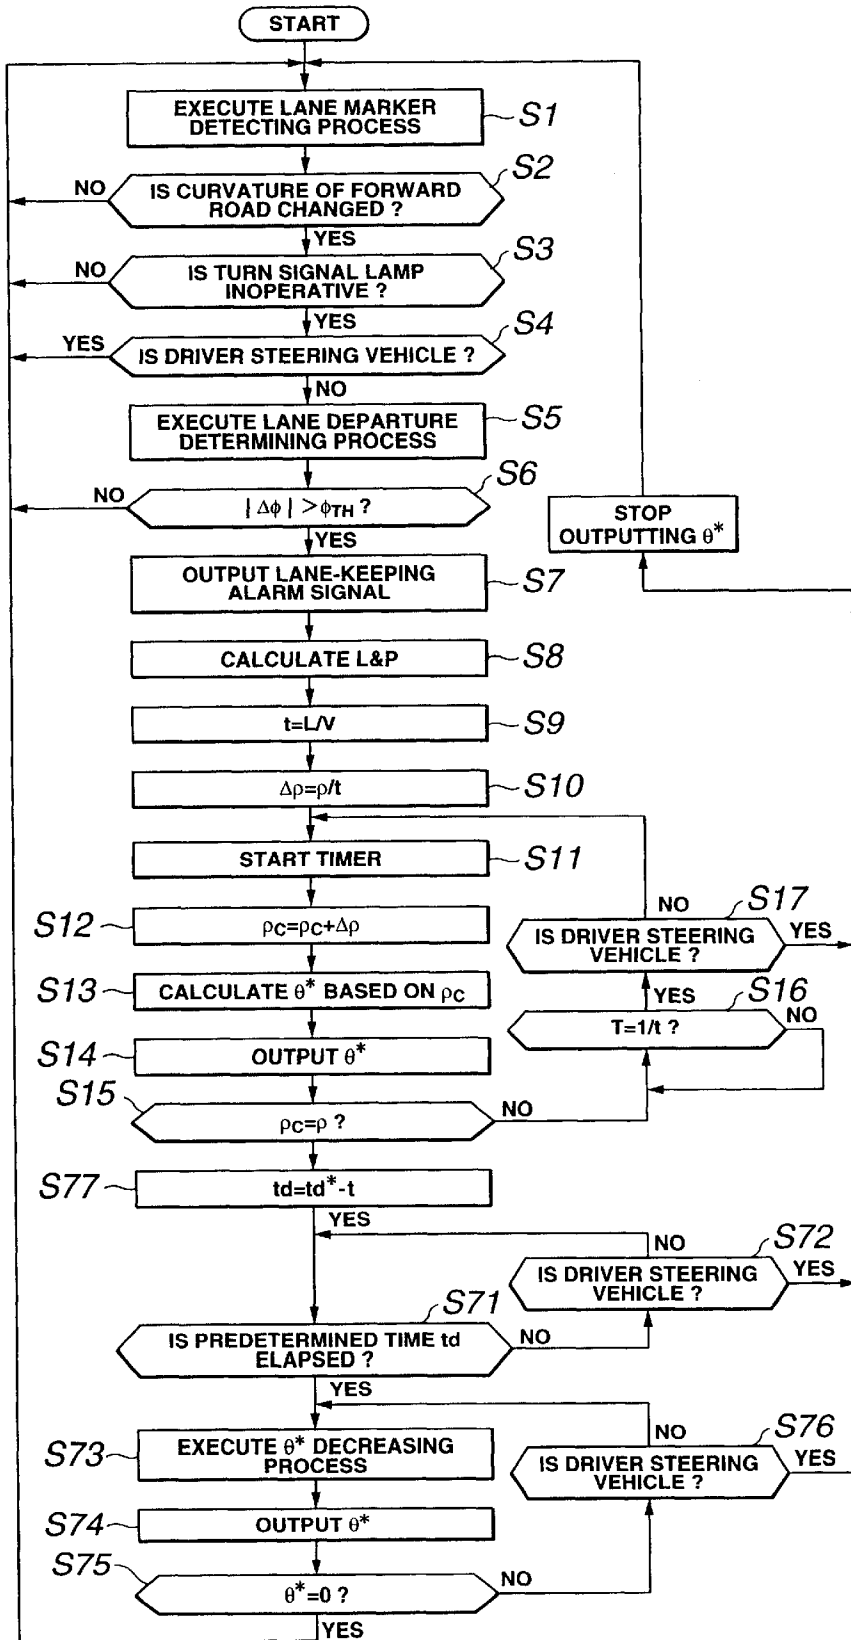 START
EXECUTE LANE MARKER
DETECTING PROCESS
S1
IS CURVATURE OF FORWARD
ROAD CHANGED ?
S2
NO
YES
IS TURN SIGNAL LAMP
INOPERATIVE ?
S3
NO
YES
IS DRIVER STEERING VEHICLE ?
S4
YES
NO
EXECUTE LANE DEPARTURE
DETERMINING PROCESS
S5
|Δϕ| >ϕTH ?
S6
NO
YES
STOP
OUTPUTTING θ*
OUTPUT LANE-KEEPING
ALARM SIGNAL
S7
CALCULATE L&P
S8
t=L/V
S9
Δρ=ρ/t
S10
START TIMER
S11
S12
ρC=ρC+Δρ
NO
S17
IS DRIVER STEERING
VEHICLE ?
YES
S13
CALCULATE θ* BASED ON ρC
YES
S16
T=1/t ?
NO
S14
OUTPUT θ*
S15
ρC=ρ ?
NO
S77
td=td*-t
YES
NO
S72
IS DRIVER STEERING
VEHICLE ?
YES
S71
IS PREDETERMINED TIME td
ELAPSED ?
NO
YES
S73
EXECUTE θ* DECREASING
PROCESS
NO
S76
IS DRIVER STEERING
VEHICLE ?
YES
S74
OUTPUT θ*
S75
θ*=0 ?
NO
YES